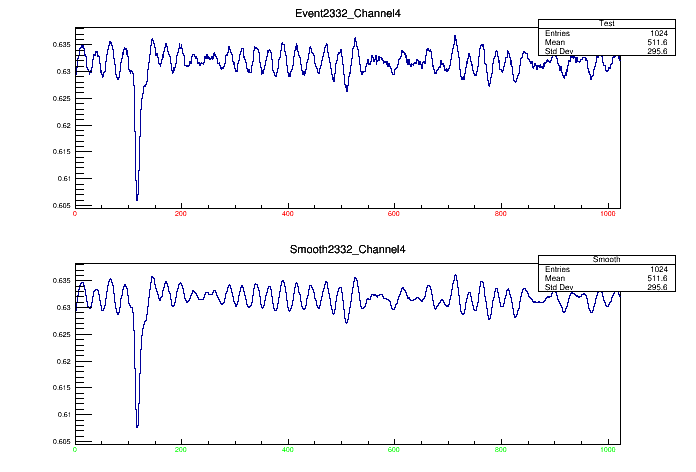 Event2332_Channel4
Test
Entries 1024
Mean 511.6
Std Dev 295.6
0.635
0.63
0.625
0.62
0.615
0.61
0.605
0 200 400 600 800 1000
Smooth2332_Channel4
Smooth
Entries 1024
Mean 511.6
Std Dev 295.6
0.635
0.63
0.625
0.62
0.615
0.61
0.605
0 200 400 600 800 1000